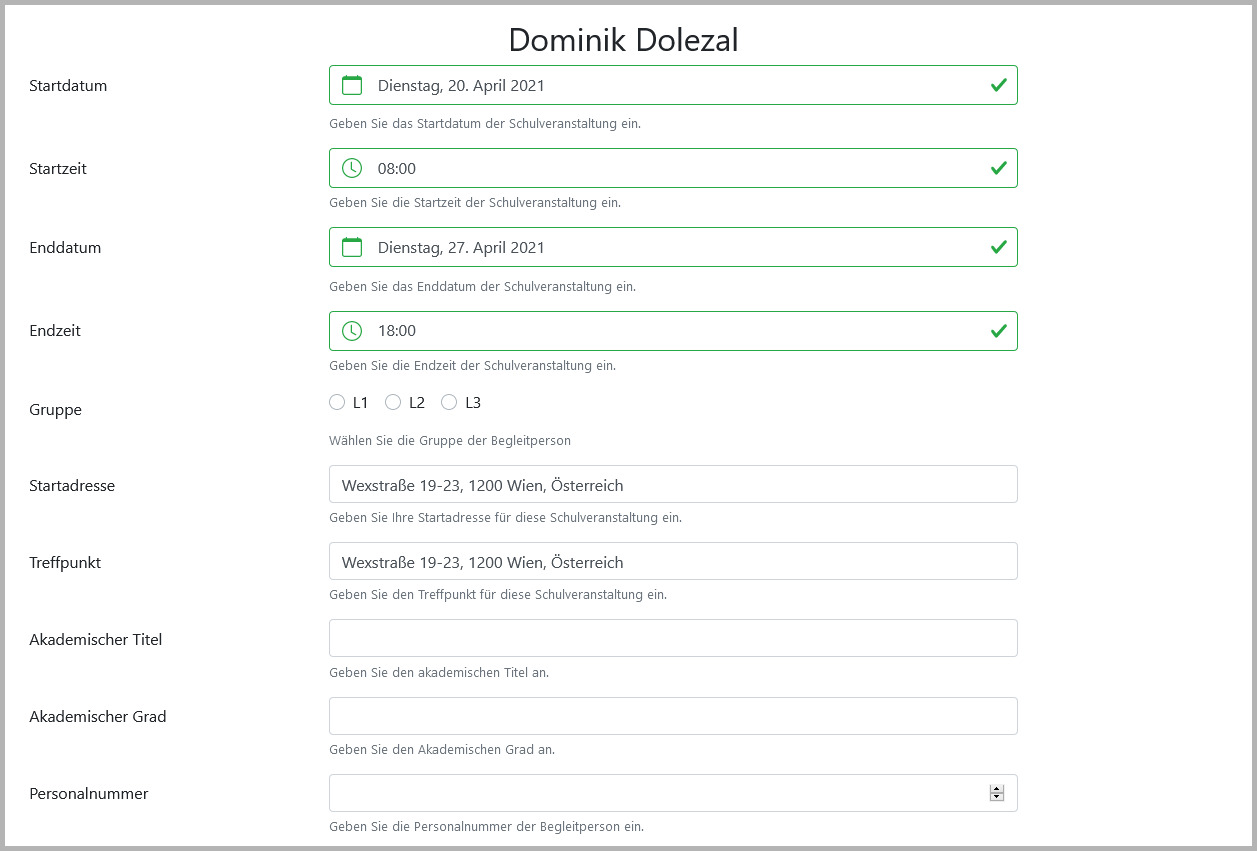 Dominik Dolezal
Startdatum
Dienstag, 20. April 2021
Geben Sie das Startdatum der Schulveranstaltung ein.
Startzeit
08:00
Geben Sie die Startzeit der Schulveranstaltung ein.
Enddatum
Dienstag, 27. April 2021
Geben Sie das Enddatum der Schulveranstaltung ein.
Endzeit
18:00
Geben Sie die Endzeit der Schulveranstaltung ein.
Gruppe
L1 L2 L3
Wählen Sie die Gruppe der Begleitperson
Startadresse
Wexstraße 19-23, 1200 Wien, Österreich
Geben Sie Ihre Startadresse für diese Schulveranstaltung ein.
Treffpunkt
Wexstraße 19-23, 1200 Wien, Österreich
Geben Sie den Treffpunkt für diese Schulveranstaltung ein.
Akademischer Titel
Geben Sie den akademischen Titel an.
Akademischer Grad
Geben Sie den Akademischen Grad an.
Personalnummer
Geben Sie die Personalnummer der Begleitperson ein.